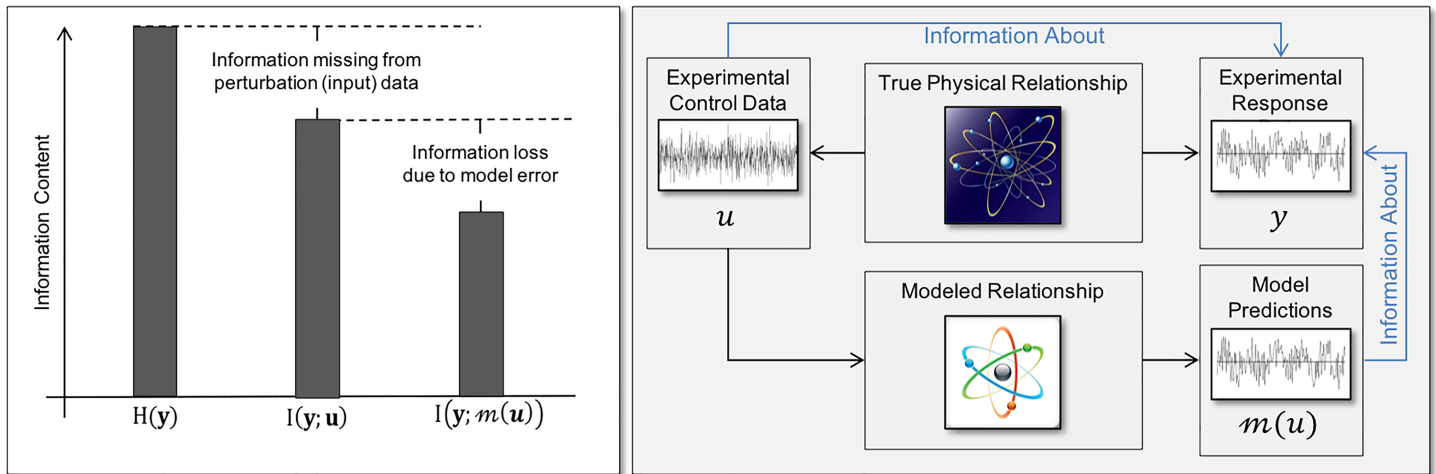 Information missing from
perturbation (input) data
Information loss
due to model error
Information Content
H(𝐲)
I(𝐲;𝐮)
I(𝐲; 𝑚(𝐮))
Information About
Experimental
Control Data
𝑢
True Physical Relationship
Experimental
Response
𝑦
Information About
Modeled Relationship
Model
Predictions
𝑚(𝑢)